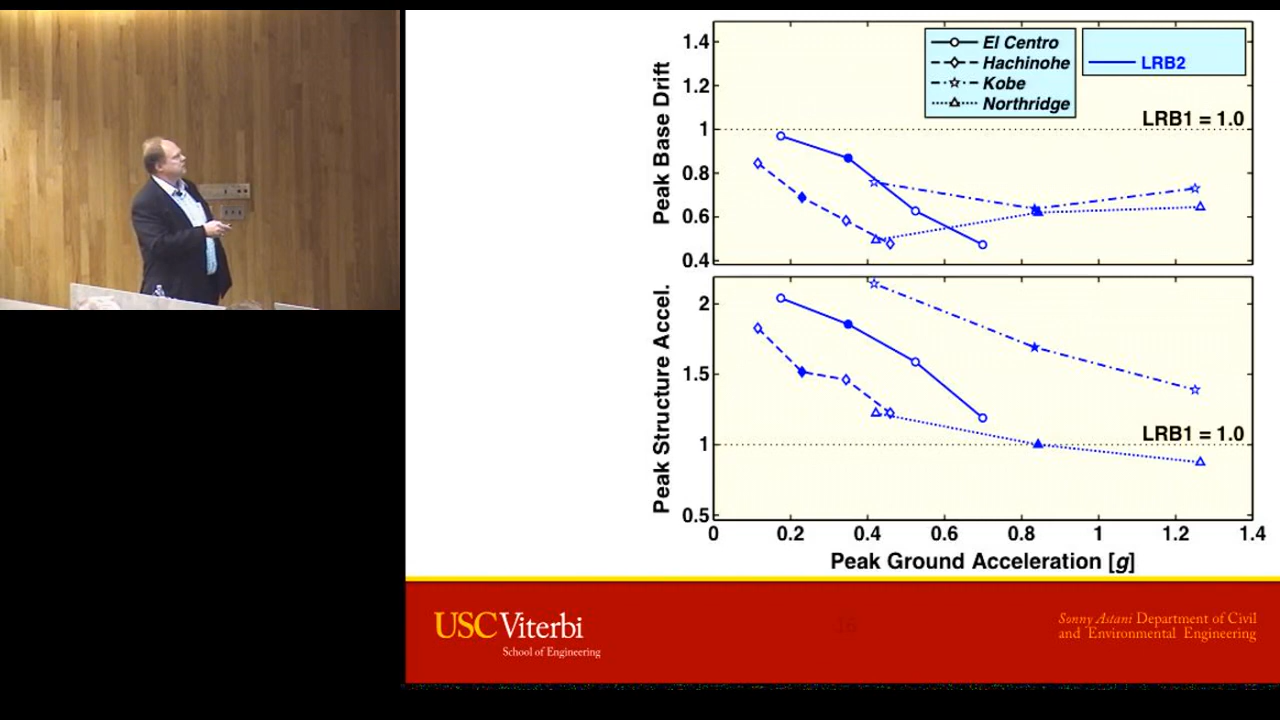 Peak Base Drift
1.4
1.2
1
0.8
0.6
0.4
El Centro
Hachinohe
Kobe
Northridge
LRB2
LRB1 = 1.0
Peak Structure Accel.
2
1.5
1
0.5
LRB1 = 1.0
0 0.2 0.4 0.6 0.8 1 1.2 1.4
Peak Ground Acceleration [g]
USC Viterbi
School of Engineering
16
Sonny Astani Department of Civil
and Environmental Engineering